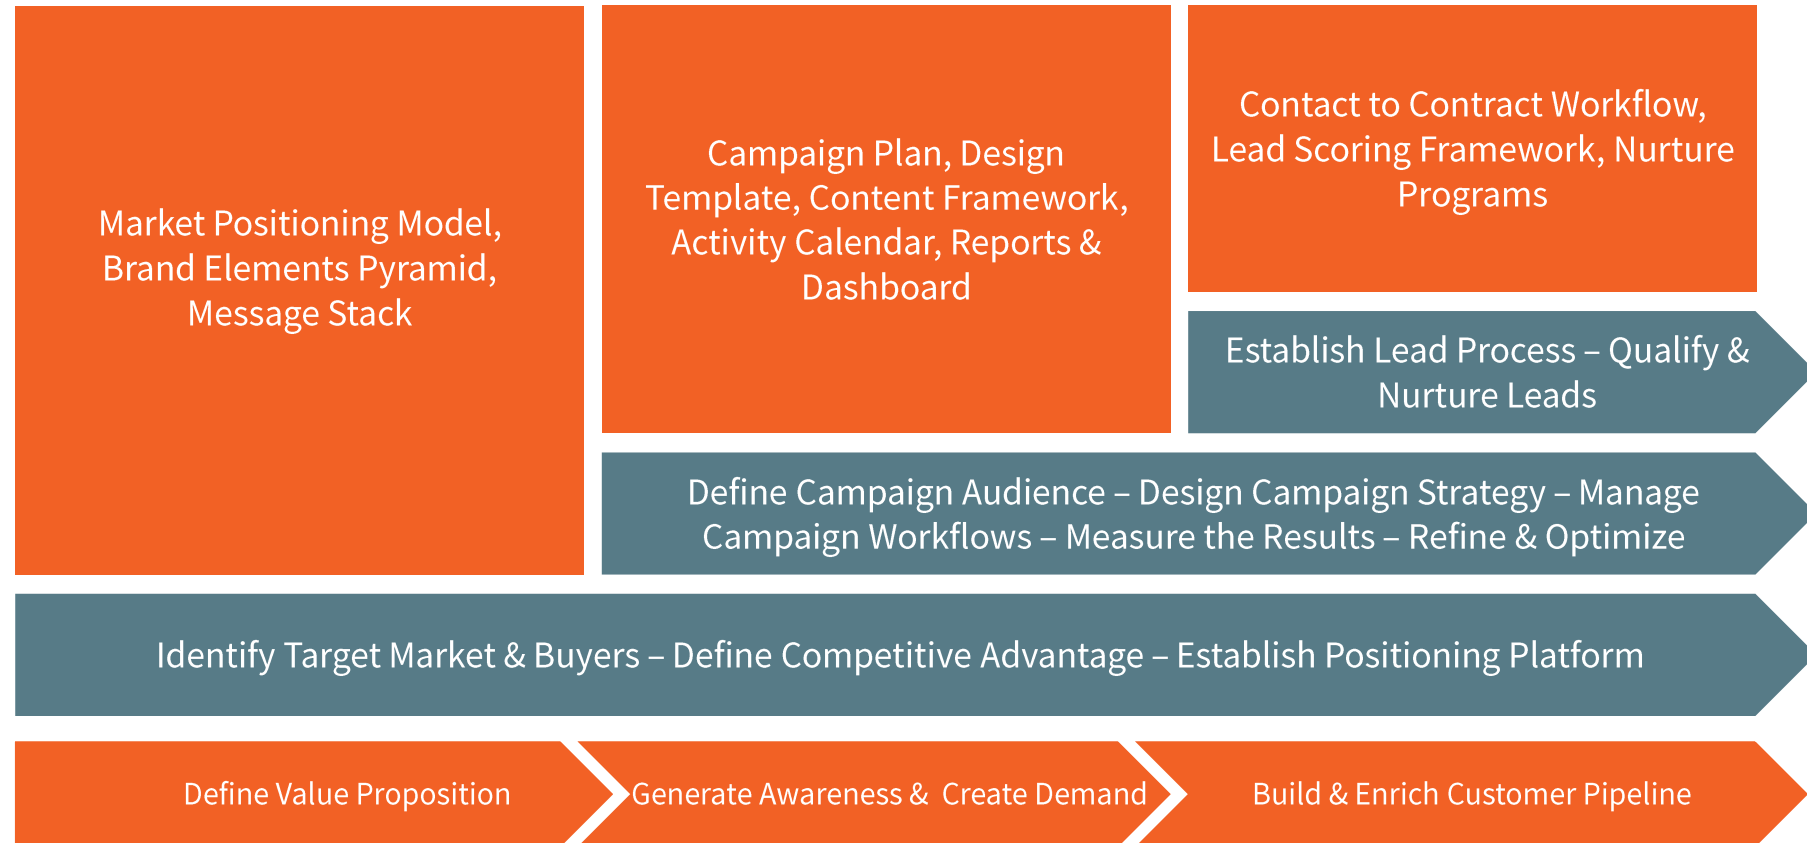 Market Positioning Model,
Brand Elements Pyramid,
Message Stack
Campaign Plan, Design
Template, Content Framework,
Activity Calendar, Reports &
Dashboard
Contact to Contract Workflow,
Lead Scoring Framework, Nurture
Programs
Establish Lead Process – Qualify &
Nurture Leads
Define Campaign Audience – Design Campaign Strategy – Manage
Campaign Workflows – Measure the Results – Refine & Optimize
Identify Target Market & Buyers – Define Competitive Advantage – Establish Positioning Platform
Define Value Proposition
Generate Awareness & Create Demand
Build & Enrich Customer Pipeline